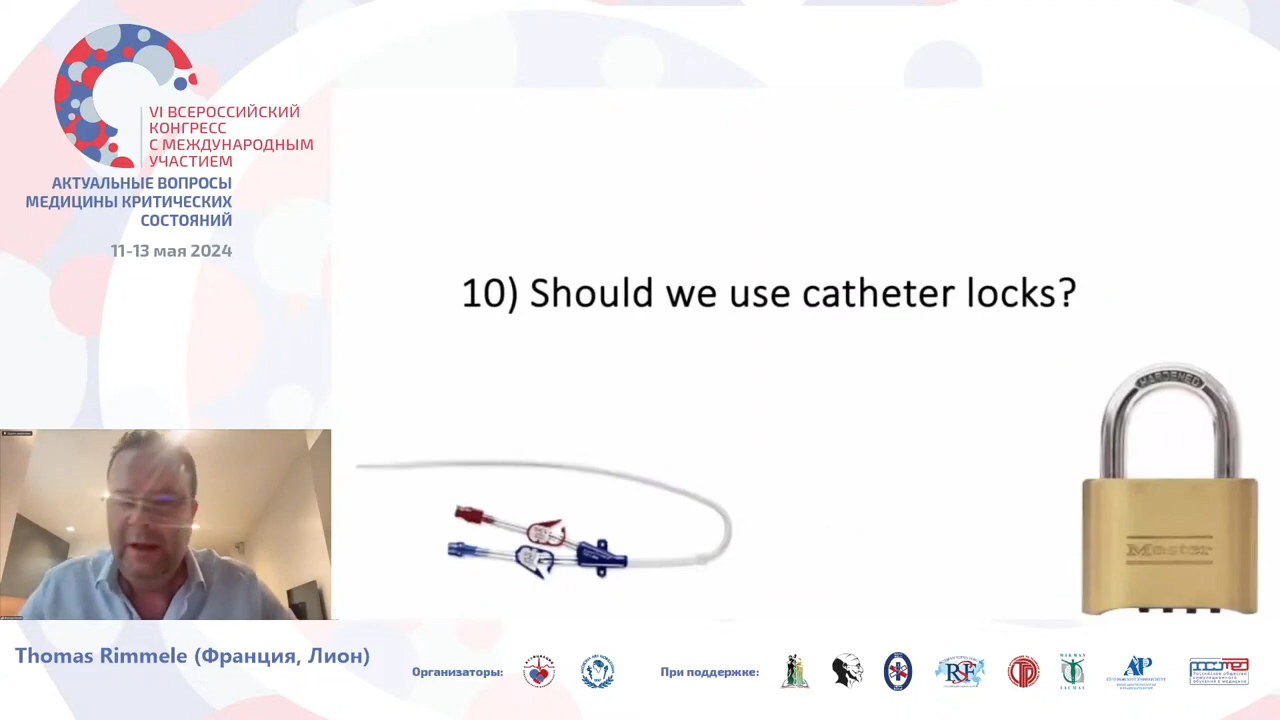 VI ВСЕРОССИЙСКИЙ
КОНГРЕСС
С МЕЖДУНАРОДНЫМ
УЧАСТИЕМ
АКТУАЛЬНЫЕ ВОПРОСЫ
МЕДИЦИНЫ КРИТИЧЕСКИХ
СОСТОЯНИЙ
11-13 мая 2024
10) Should we use catheter locks?
HARDENED
Master
Thomas Rimmele (Франция, Лион)
Организаторы:
При поддержке: